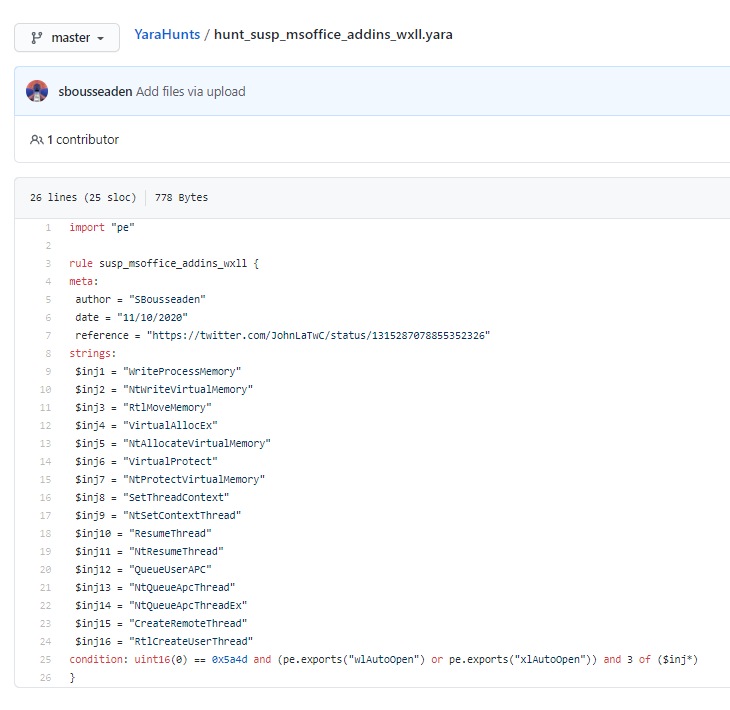 master
YaraHunts / hunt_susp_msoffice_addins_wxll.yara
sbousseaden Add files via upload
1 contributor
26 lines (25 sloc) 778 Bytes
1 import "pe"
2
3 rule susp_msoffice_addins_wxll {
4 meta:
5 author = "SBousseaden"
6 date = "11/10/2020"
7 reference = "https://twitter.com/JohnLaTwC/status/1315287078855352326"
8 strings:
9 $inj1 = "WriteProcessMemory"
10 $inj2 = "NtWriteVirtualMemory"
11 $inj3 = "RtlMoveMemory"
12 $inj4 = "VirtualAllocEx"
13 $inj5 = "NtAllocateVirtualMemory"
14 $inj6 = "VirtualProtect"
15 $inj7 = "NtProtectVirtualMemory"
16 $inj8 = "SetThreadContext"
17 $inj9 = "NtSetContextThread"
18 $inj10 = "ResumeThread"
19 $inj11 = "NtResumeThread"
20 $inj12 = "QueueUserAPC"
21 $inj13 = "NtQueueApcThread"
22 $inj14 = "NtQueueApcThreadEx"
23 $inj15 = "CreateRemoteThread"
24 $inj16 = "RtlCreateUserThread"
25 condition: uint16(0) == 0x5a4d and (pe.exports("wlAutoOpen") or pe.exports("xlAutoOpen")) and 3 of ($inj*)
26 }